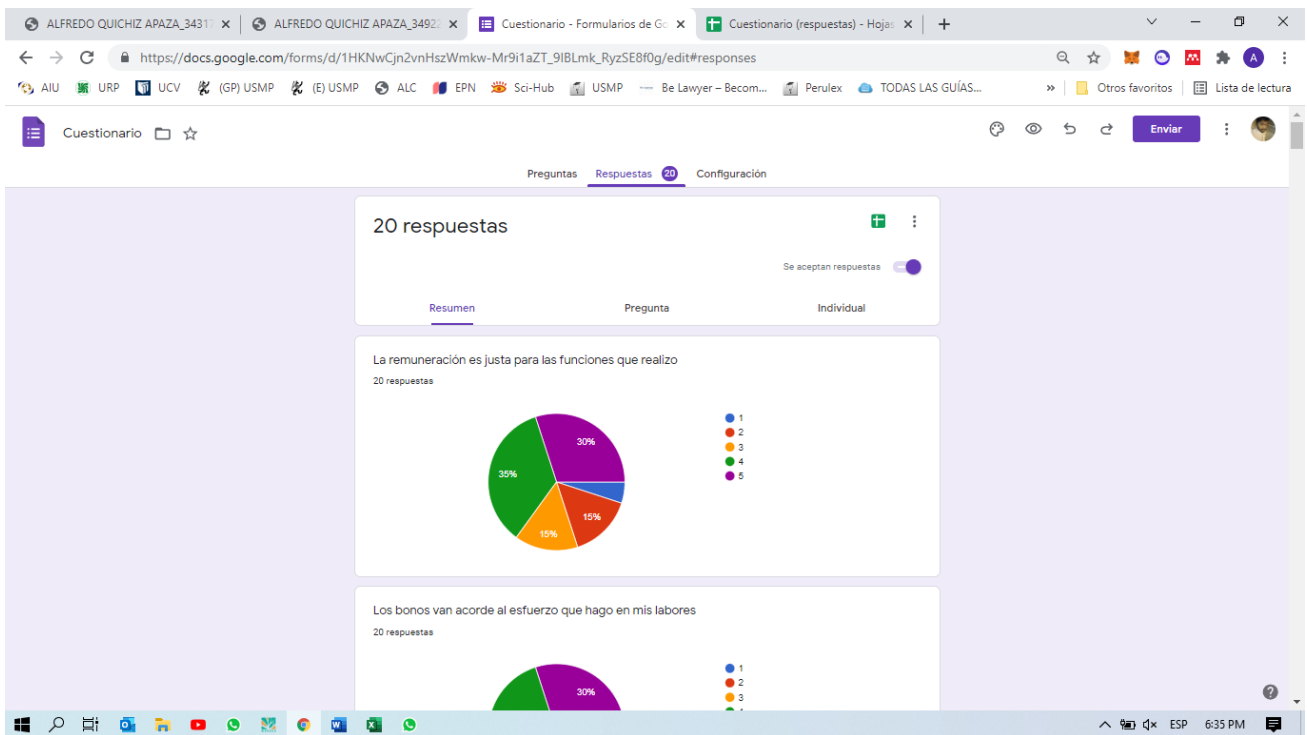 ALFREDO QUICHIZ APAZA_3431
ALFREDO QUICHIZ APAZA_3492
Cuestionario - Formularios de Go
Cuestionario (respuestas) - Hojas
https://docs.google.com/forms/d/1HKNwCjn2vnHszWmkw-Mr9i1aZT_9IBLmk_RyzSE8f0g/edit#responses
A
AIU URP UCV (GP) USMP (E) USMP ALC EPN Sci-Hub USMP Be Lawyer – Becom... Perulex TODAS LAS GUÍAS... » Otros favoritos Lista de lectura
Cuestionario
Enviar
Preguntas Respuestas 20 Configuración
20 respuestas
Se aceptan respuestas
Resumen Pregunta Individual
La remuneración es justa para las funciones que realizo
20 respuestas
1
2
3
4
5
30%
35%
15%
15%
Los bonos van acorde al esfuerzo que hago en mis labores
20 respuestas
1
2
3
30%
ESP 6:35 PM